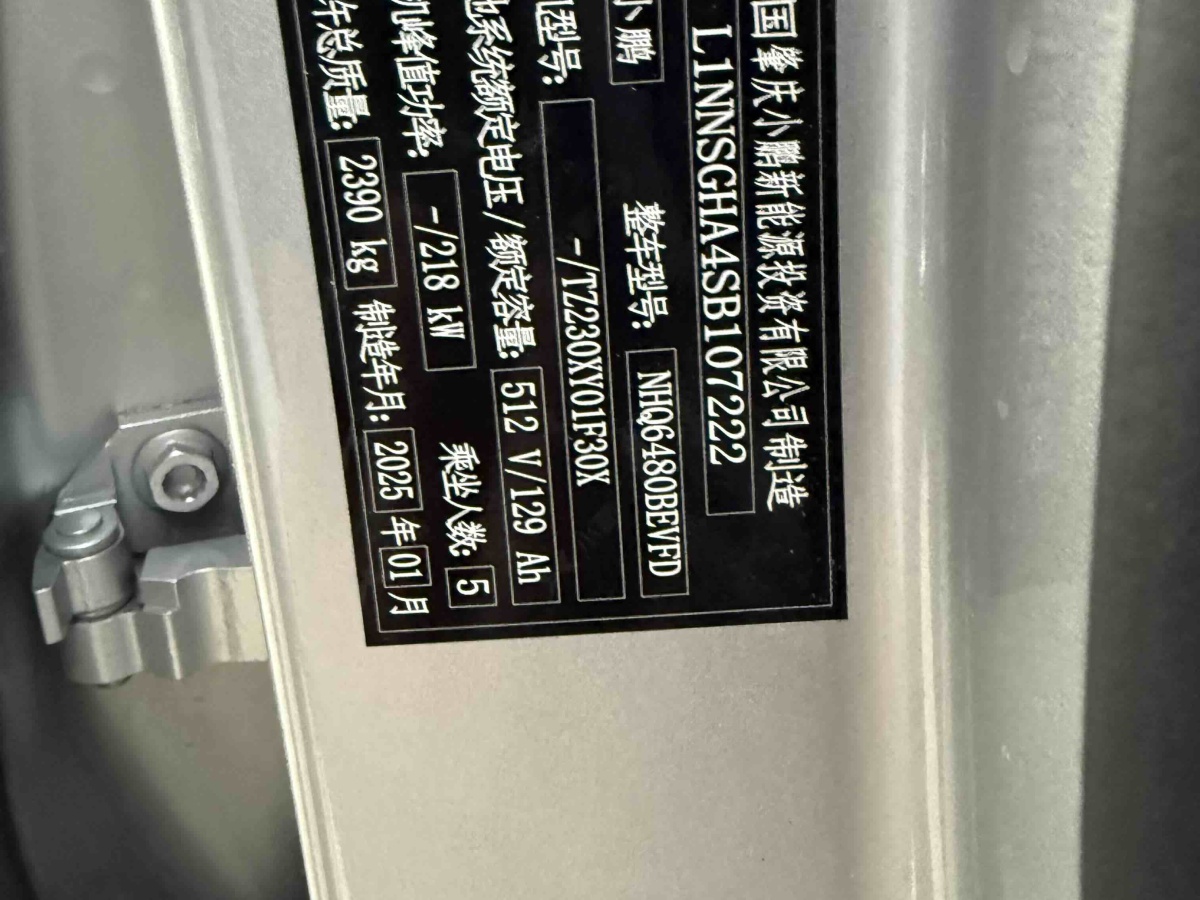 国肇庆小鹏新能源投资有限公司 制造
L1NNSGHA4SB107222
小鹏 整车型号: NHQ6480BEVFD
型号: -/TZ230XY01F30X
系统额定电压/额定容量: 512 V/129 Ah
峰值功率: -/218 kW 乘坐人数: 5
总质量: 2390 kg 制造年月: 2025 年 01 月